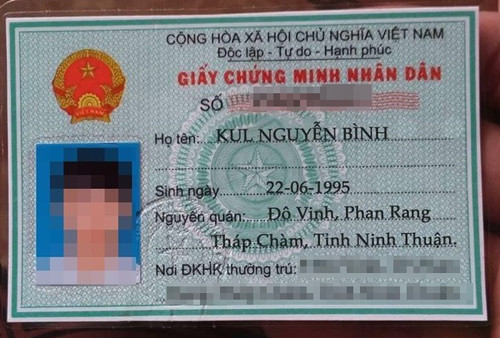 CỘNG HÒA XÃ HỘI CHỦ NGHĨA VIỆT NAM
Độc lập - Tự do - Hạnh phúc
GIẤY CHỨNG MINH NHÂN DÂN
SỐ
Họ tên: KUL NGUYỄN BÌNH
Sinh ngày 22-06-1995
Nguyên quán: Đô Vinh, Phan Rang
Tháp Chàm, Tỉnh Ninh Thuận.
Nơi ĐKHK thường trú:
VIỆT NAM